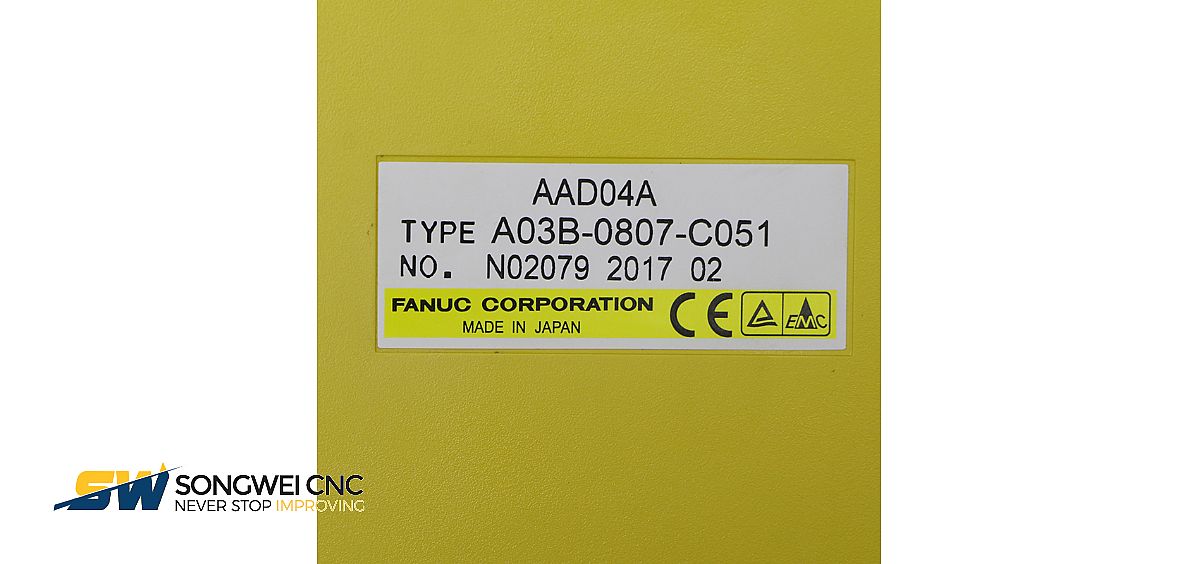 AAD04A
TYPE A03B-0807-C051
NO. N02079 2017 02
FANUC CORPORATION
MADE IN JAPAN
CE
EMC
SW SONGWEI CNC
NEVER STOP IMPROVING